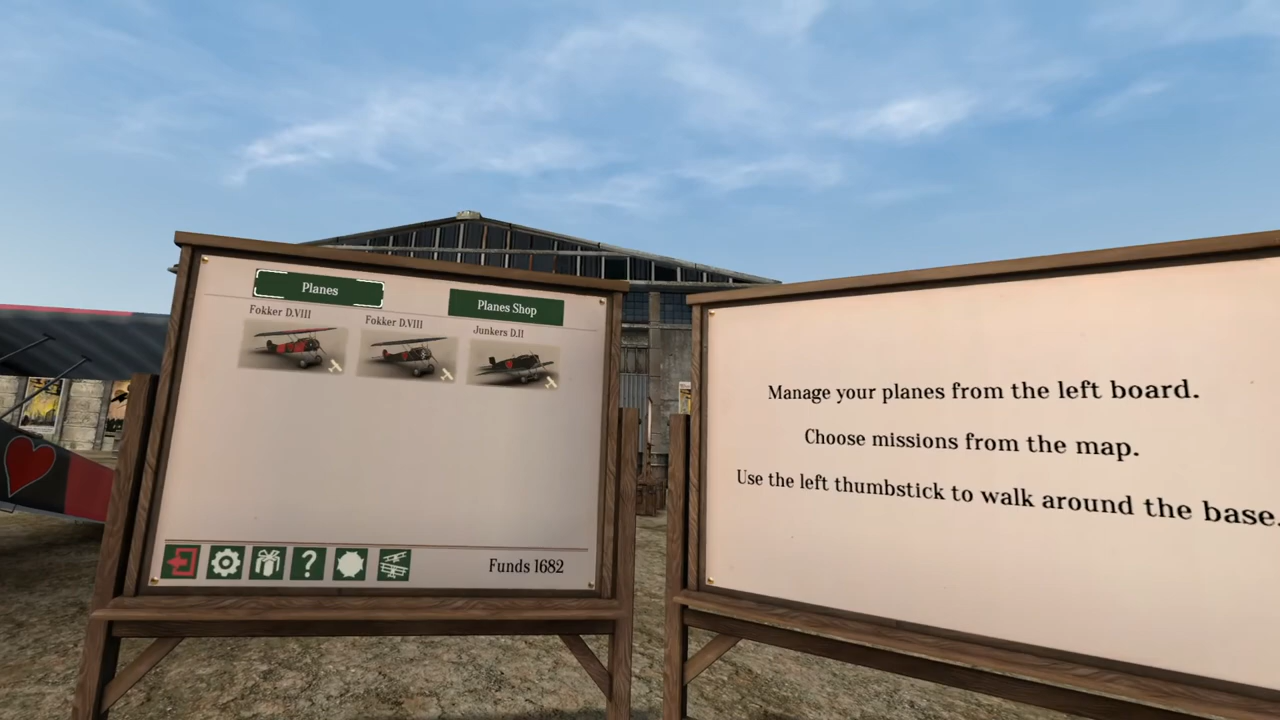 Planes
Planes Shop
Fokker D.VIII
Fokker D.VIII
Junkers D.II
?
Funds 1682
Manage your planes from the left board.
Choose missions from the map.
Use the left thumbstick to walk around the base.